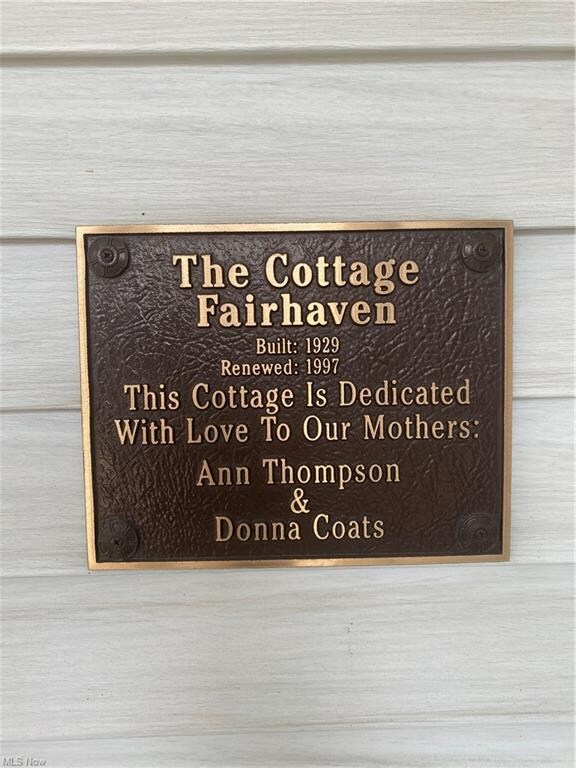 The Cottage
Fairhaven
Built: 1929
Renewed: 1997
This Cottage Is Dedicated
With Love To Our Mothers:
Ann Thompson
&
Donna Coats
MLS Now